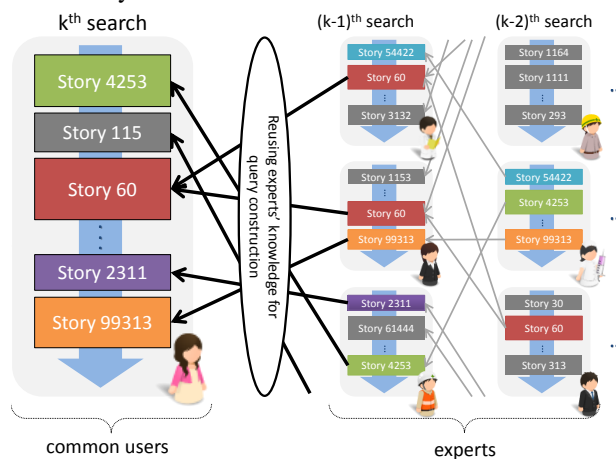 kth search
(k-1)th search
(k-2)th search
Story 4253
Story 115
Story 60
Story 2311
Story 99313
common users
Reusing experts' knowledge for
query construction
Story 54422
Story 60
Story 3132
Story 1153
Story 60
Story 99313
Story 2311
Story 61444
Story 4253
Story 1164
Story 1111
Story 293
Story 54422
Story 4253
Story 99313
Story 30
Story 60
Story 313
experts